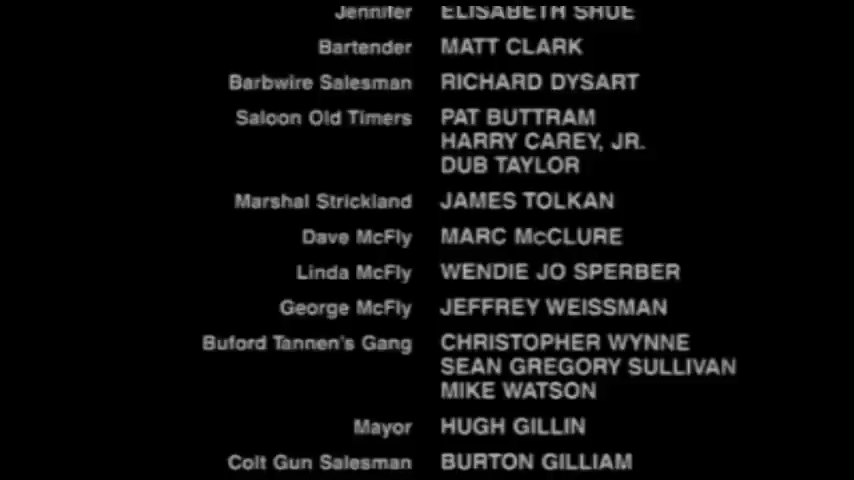 Jennifer ELISABETH SHUE
Bartender MATT CLARK
Barbwire Salesman RICHARD DYSART
Saloon Old Timers PAT BUTTRAM
HARRY CAREY, JR.
DUB TAYLOR
Marshal Strickland JAMES TOLKAN
Dave McFly MARC McCLURE
Linda McFly WENDIE JO SPERBER
George McFly JEFFREY WEISSMAN
Buford Tannen's Gang CHRISTOPHER WYNNE
SEAN GREGORY SULLIVAN
MIKE WATSON
Mayor HUGH GILLIN
Colt Gun Salesman BURTON GILLIAM